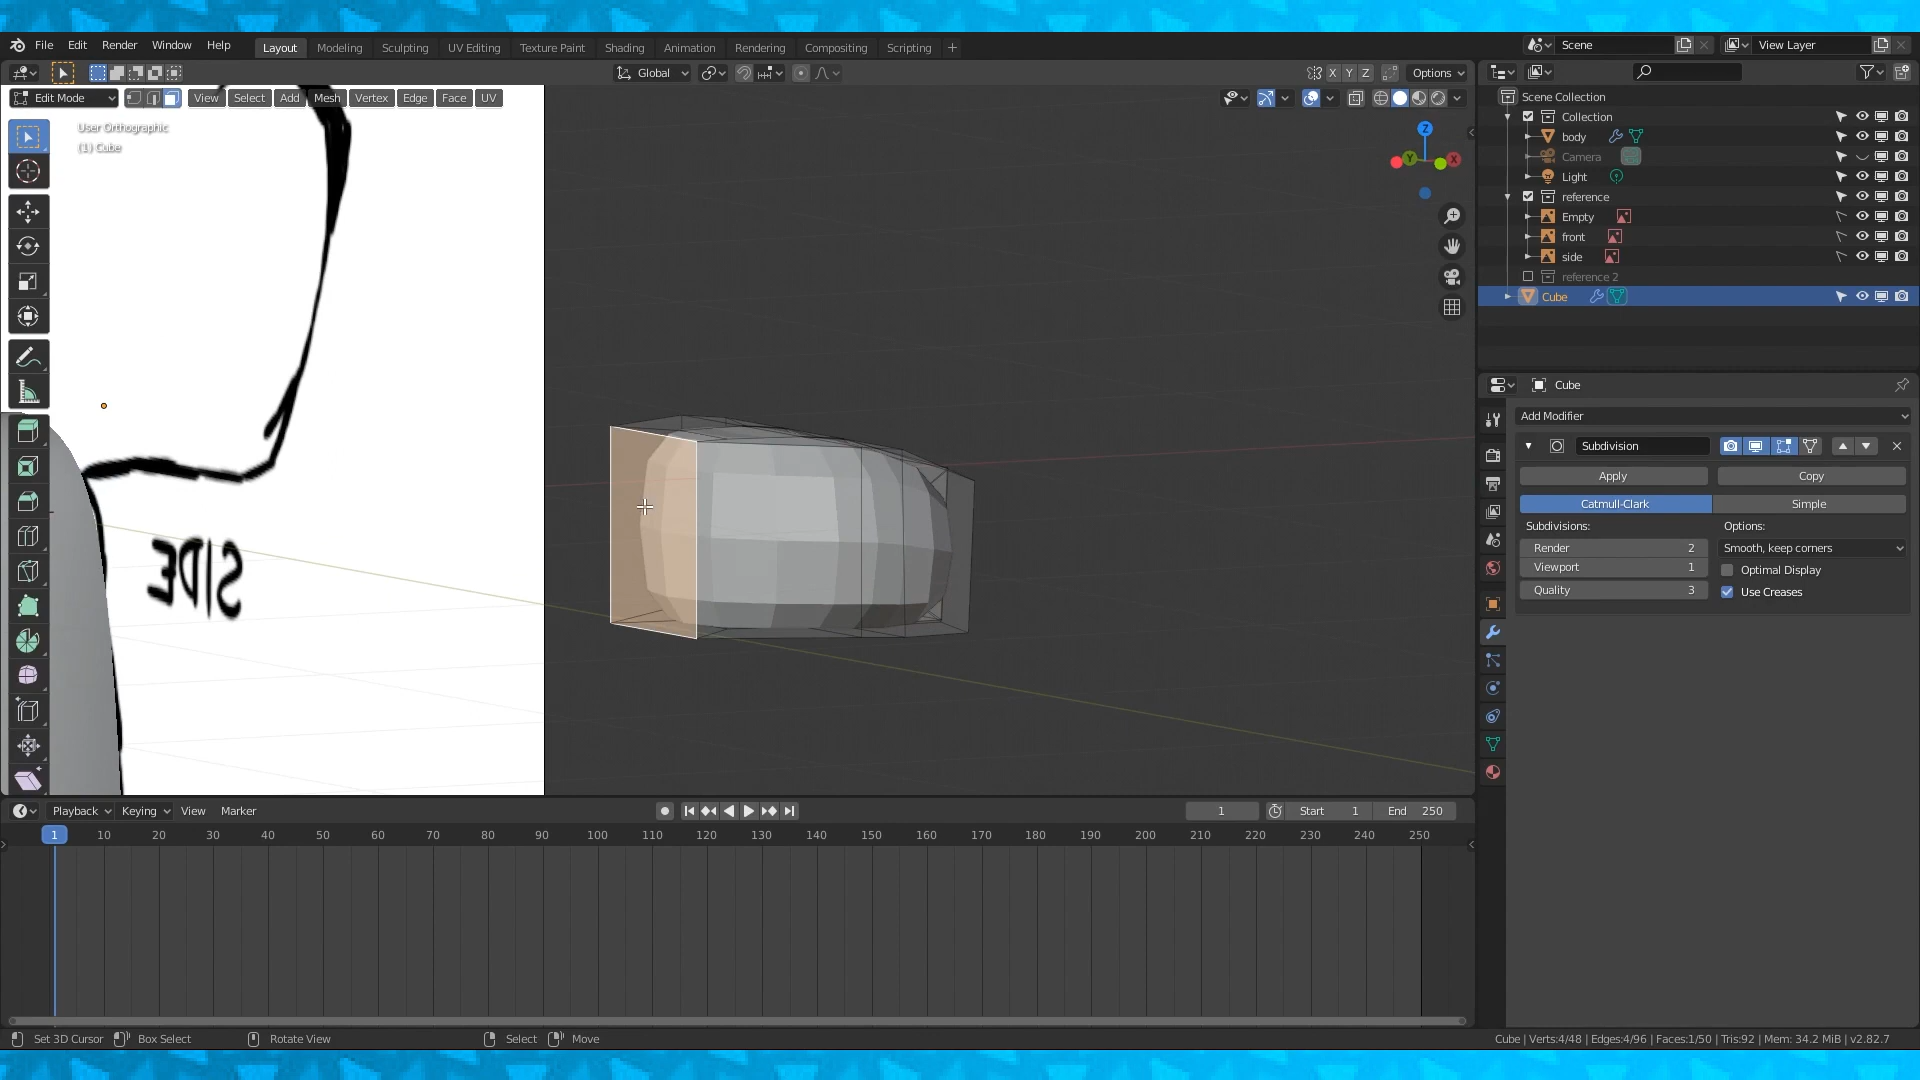 File Edit Render Window Help Layout Modeling Sculpting UV Editing Texture Paint Shading Animation Rendering Compositing Scripting + Scene View Layer
Global Options X Y Z
Edit Mode View Select Add Mesh Vertex Edge Face UV
User Orthographic
(1) Cube
SIDE
Z
Y X
Scene Collection
Collection
body
Camera
Light
reference
Empty
front
side
reference 2
Cube
Cube
Add Modifier
Subdivision
Apply Copy
Catmull-Clark Simple
Subdivisions: Options:
Render 2 Smooth, keep corners
Viewport 1 Optimal Display
Quality 3 Use Creases
Playback Keying View Marker 1 Start 1 End 250
1 10 20 30 40 50 60 70 80 90 100 110 120 130 140 150 160 170 180 190 200 210 220 230 240 250
Set 3D Cursor Box Select Rotate View Select Move Cube | Verts:4/48 | Edges:4/96 | Faces:1/50 | Tris:92 | Mem: 34.2 MiB | v2.82.7